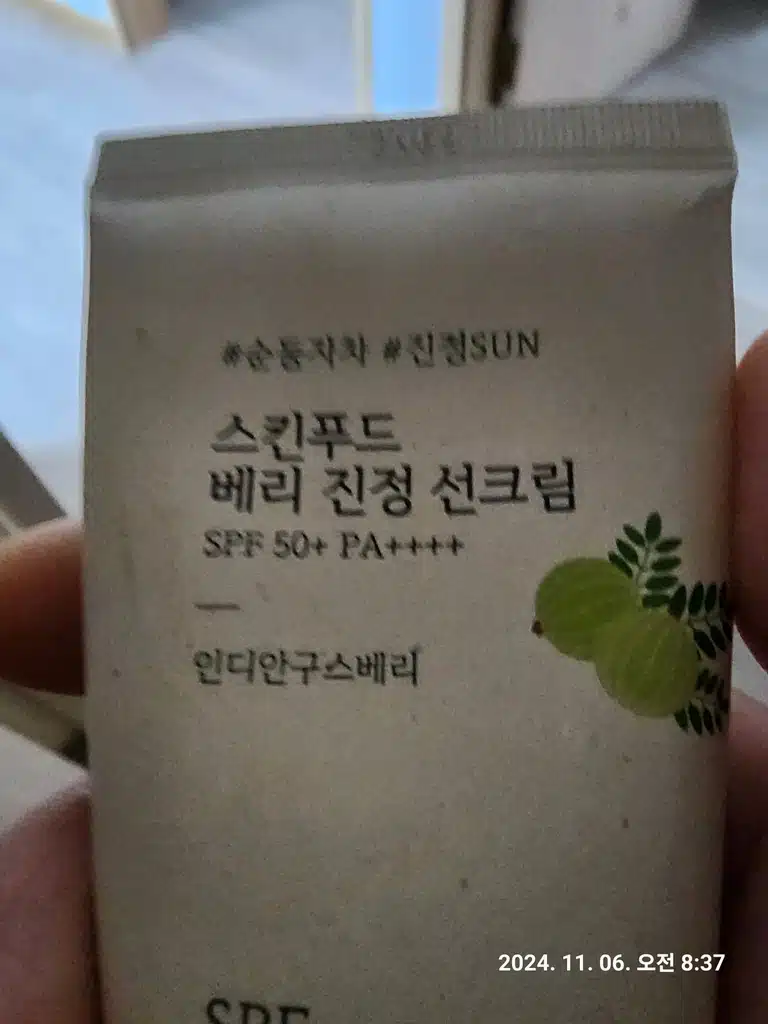 #순둥자차 #진정SUN
스킨푸드
베리 진정 선크림
SPF 50+ PA++++
인디안구스베리
SPF
2024. 11. 06. 오전 8:37